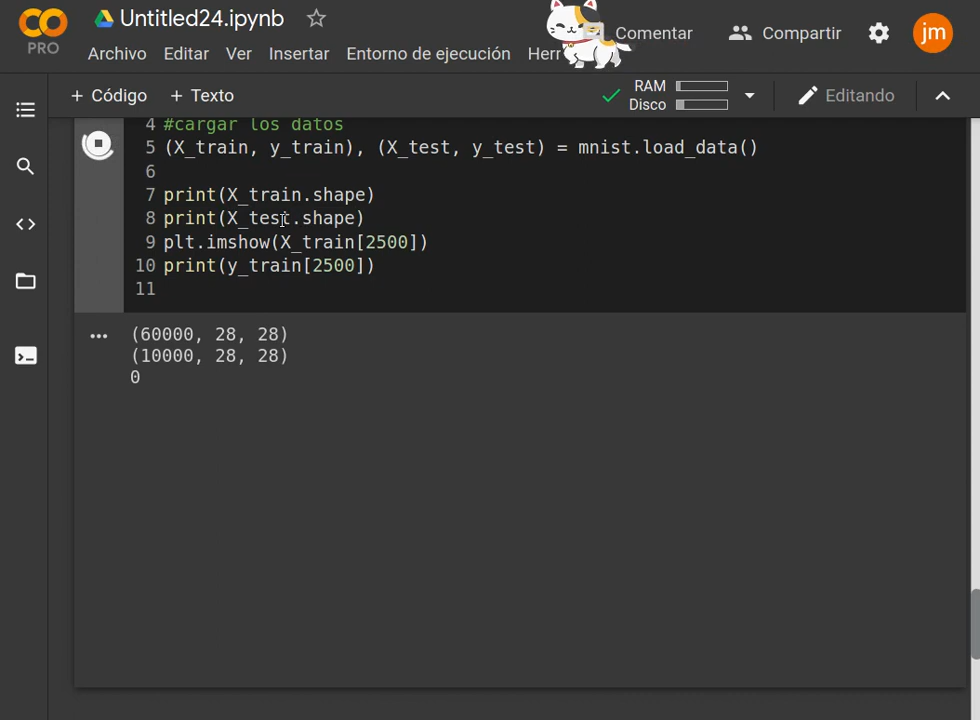 CO
PRO
Untitled24.ipynb
Archivo Editar Ver Insertar Entorno de ejecución Herr
Comentar Compartir jm
+ Código + Texto
RAM
Disco
Editando
4 #cargar los datos
5 (X_train, y_train), (X_test, y_test) = mnist.load_data()
6
7 print(X_train.shape)
8 print(X_test.shape)
9 plt.imshow(X_train[2500])
10 print(y_train[2500])
11
(60000, 28, 28)
(10000, 28, 28)
0